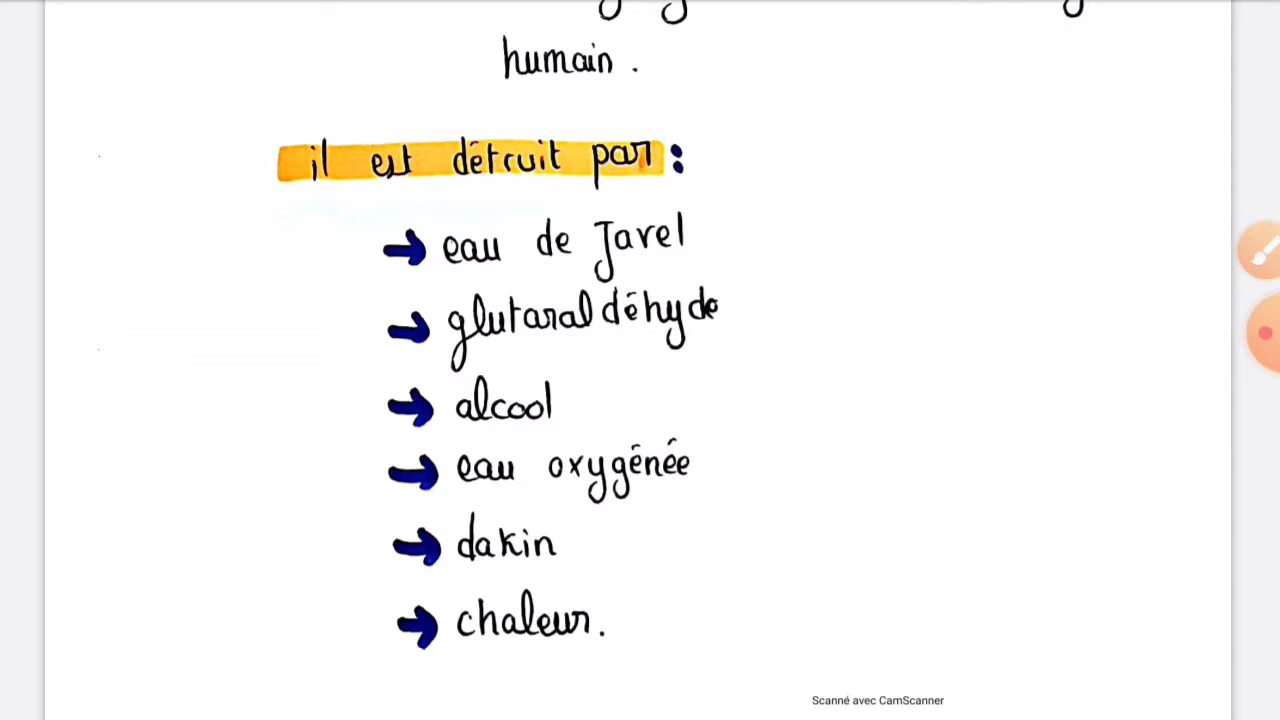 humain.
il est détruit par :
→ eau de Javel
→ glutaraldéhyde
→ alcool
→ eau oxygénée
→ dakin
→ chaleur.
Scanné avec CamScanner